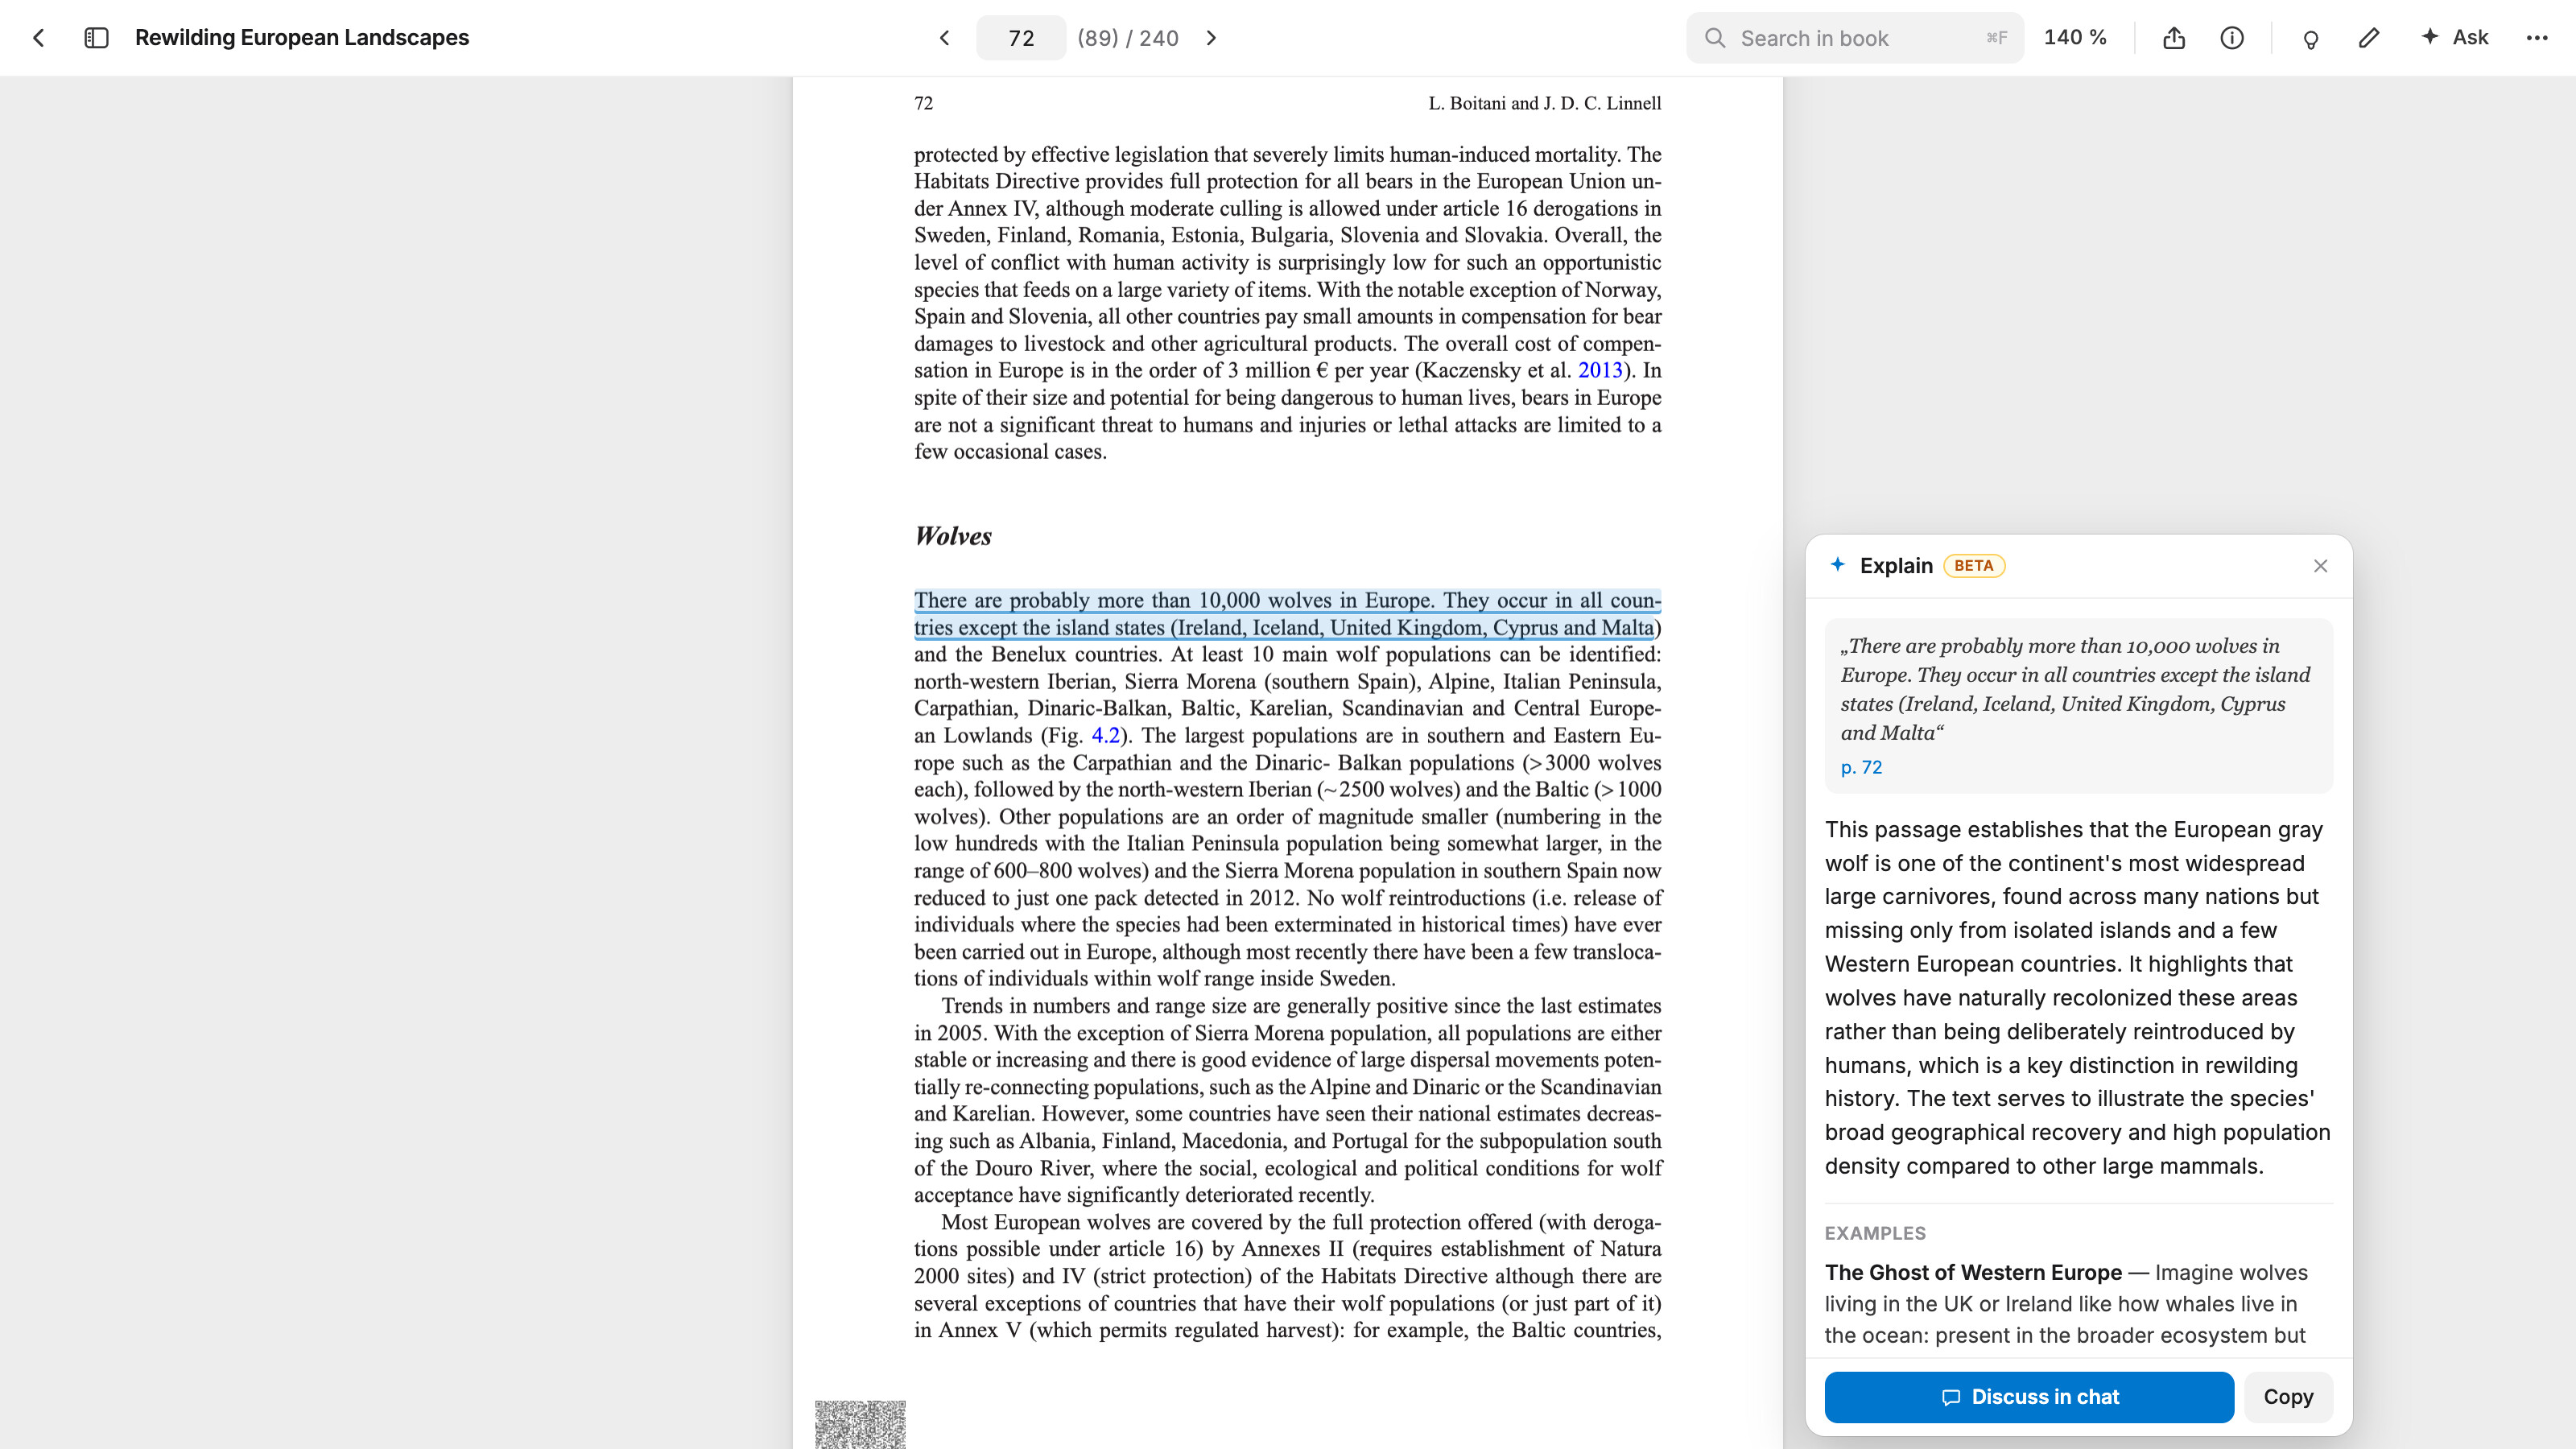 Rewilding European Landscapes
72 (89) / 240
Search in book ⌘F
140 %
Ask
72 L. Boitani and J. D. C. Linnell
protected by effective legislation that severely limits human-induced mortality. The
Habitats Directive provides full protection for all bears in the European Union un-
der Annex IV, although moderate culling is allowed under article 16 derogations in
Sweden, Finland, Romania, Estonia, Bulgaria, Slovenia and Slovakia. Overall, the
level of conflict with human activity is surprisingly low for such an opportunistic
species that feeds on a large variety of items. With the notable exception of Norway,
Spain and Slovenia, all other countries pay small amounts in compensation for bear
damages to livestock and other agricultural products. The overall cost of compen-
sation in Europe is in the order of 3 million € per year (Kaczensky et al. 2013). In
spite of their size and potential for being dangerous to human lives, bears in Europe
are not a significant threat to humans and injuries or lethal attacks are limited to a
few occasional cases.
Wolves
There are probably more than 10,000 wolves in Europe. They occur in all coun-
tries except the island states (Ireland, Iceland, United Kingdom, Cyprus and Malta)
and the Benelux countries. At least 10 main wolf populations can be identified:
north-western Iberian, Sierra Morena (southern Spain), Alpine, Italian Peninsula,
Carpathian, Dinaric-Balkan, Baltic, Karelian, Scandinavian and Central Europe-
an Lowlands (Fig. 4.2). The largest populations are in southern and Eastern Eu-
rope such as the Carpathian and the Dinaric- Balkan populations (>3000 wolves
each), followed by the north-western Iberian (~2500 wolves) and the Baltic (>1000
wolves). Other populations are an order of magnitude smaller (numbering in the
low hundreds with the Italian Peninsula population being somewhat larger, in the
range of 600–800 wolves) and the Sierra Morena population in southern Spain now
reduced to just one pack detected in 2012. No wolf reintroductions (i.e. release of
individuals where the species had been exterminated in historical times) have ever
been carried out in Europe, although most recently there have been a few transloca-
tions of individuals within wolf range inside Sweden.
Trends in numbers and range size are generally positive since the last estimates
in 2005. With the exception of Sierra Morena population, all populations are either
stable or increasing and there is good evidence of large dispersal movements poten-
tially re-connecting populations, such as the Alpine and Dinaric or the Scandinavian
and Karelian. However, some countries have seen their national estimates decreas-
ing such as Albania, Finland, Macedonia, and Portugal for the subpopulation south
of the Douro River, where the social, ecological and political conditions for wolf
acceptance have significantly deteriorated recently.
Most European wolves are covered by the full protection offered (with deroga-
tions possible under article 16) by Annexes II (requires establishment of Natura
2000 sites) and IV (strict protection) of the Habitats Directive although there are
several exceptions of countries that have their wolf populations (or just part of it)
in Annex V (which permits regulated harvest): for example, the Baltic countries,
Explain BETA
„There are probably more than 10,000 wolves in
Europe. They occur in all countries except the island
states (Ireland, Iceland, United Kingdom, Cyprus
and Malta“
p. 72
This passage establishes that the European gray
wolf is one of the continent's most widespread
large carnivores, found across many nations but
missing only from isolated islands and a few
Western European countries. It highlights that
wolves have naturally recolonized these areas
rather than being deliberately reintroduced by
humans, which is a key distinction in rewilding
history. The text serves to illustrate the species'
broad geographical recovery and high population
density compared to other large mammals.
EXAMPLES
The Ghost of Western Europe — Imagine wolves
living in the UK or Ireland like how whales live in
the ocean: present in the broader ecosystem but
Discuss in chat
Copy